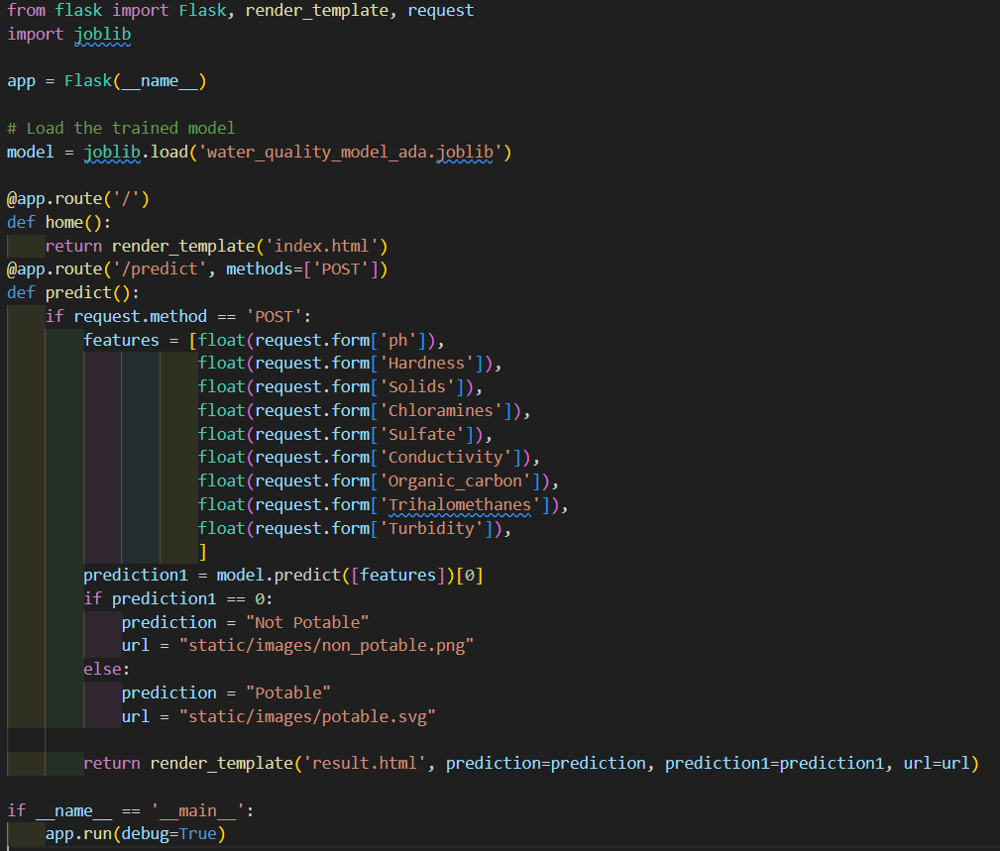 from flask import Flask, render_template, request
import joblib

app = Flask(__name__)

# Load the trained model
model = joblib.load('water_quality_model_ada.joblib')

@app.route('/')
def home():
    return render_template('index.html')
@app.route('/predict', methods=['POST'])
def predict():
    if request.method == 'POST':
        features = [float(request.form['ph']),
                    float(request.form['Hardness']),
                    float(request.form['Solids']),
                    float(request.form['Chloramines']),
                    float(request.form['Sulfate']),
                    float(request.form['Conductivity']),
                    float(request.form['Organic_carbon']),
                    float(request.form['Trihalomethanes']),
                    float(request.form['Turbidity']),
                    ]
        prediction1 = model.predict([features])[0]
        if prediction1 == 0:
            prediction = "Not Potable"
            url = "static/images/non_potable.png"
        else:
            prediction = "Potable"
            url = "static/images/potable.svg"

        return render_template('result.html', prediction=prediction, prediction1=prediction1, url=url)

if __name__ == '__main__':
    app.run(debug=True)